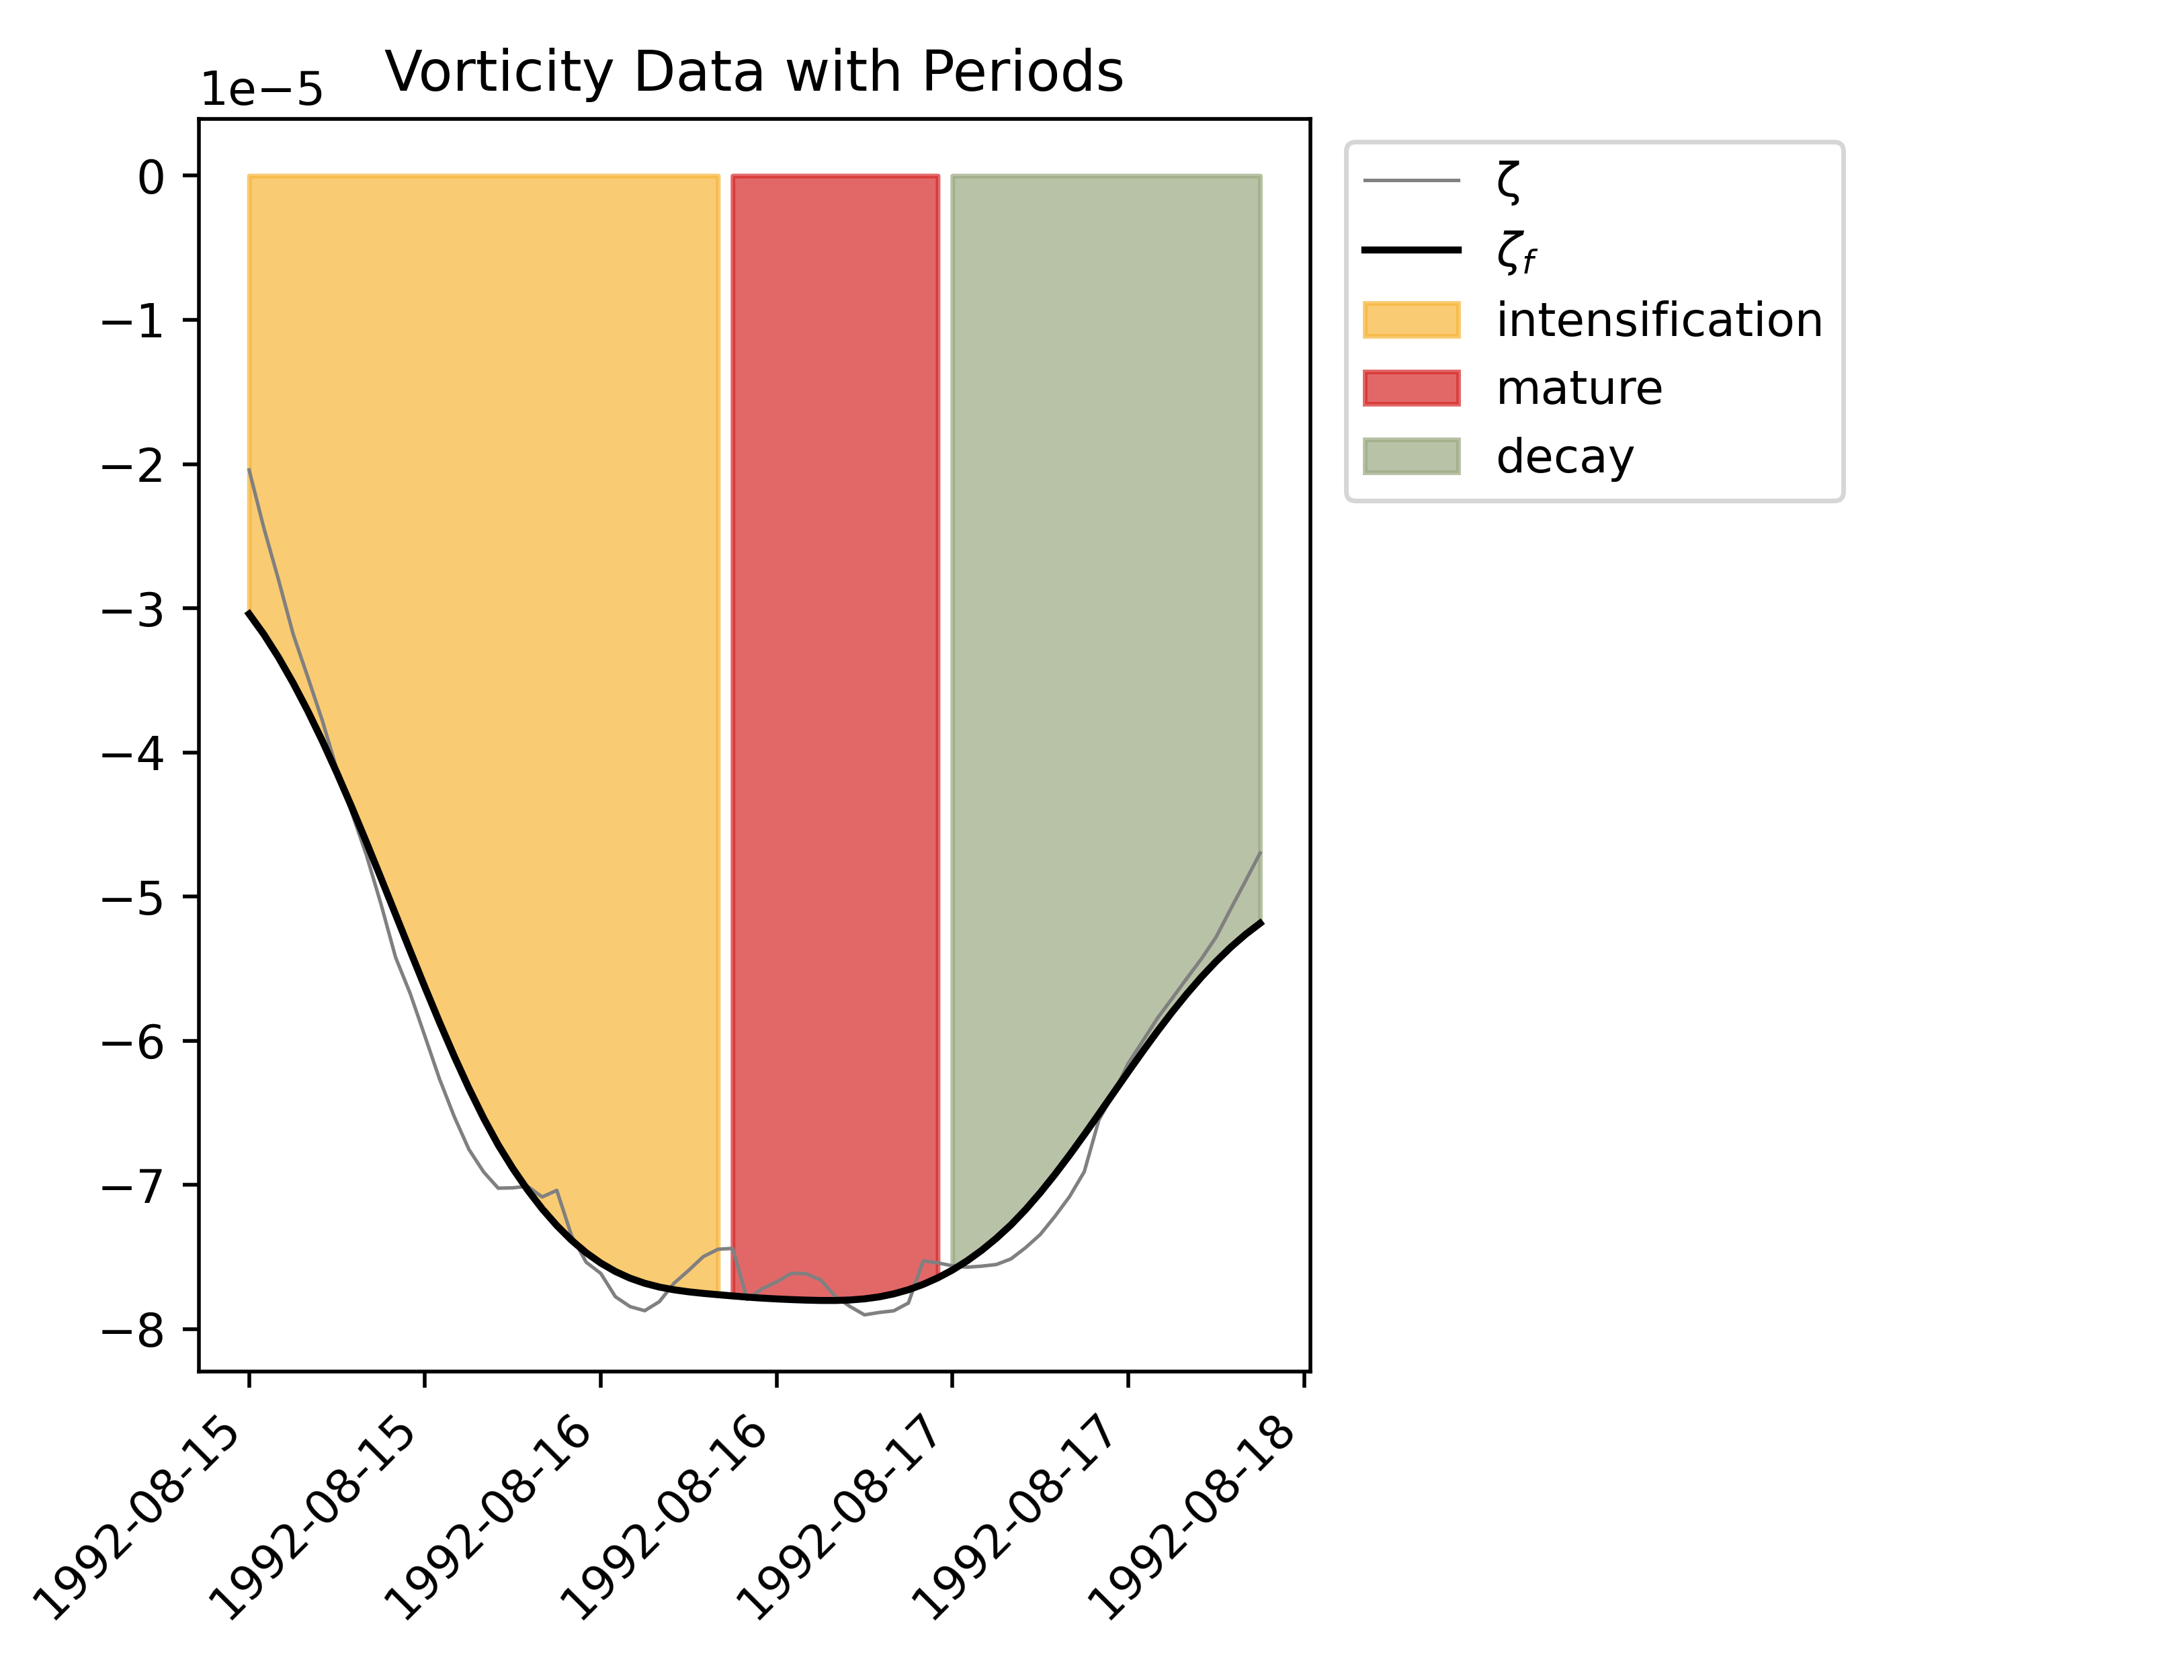 Vorticity Data with Periods
1e−5
0
−1
−2
−3
−4
−5
−6
−7
−8
1992-08-15
1992-08-15
1992-08-16
1992-08-16
1992-08-17
1992-08-17
1992-08-18
ζ
ζf
intensification
mature
decay